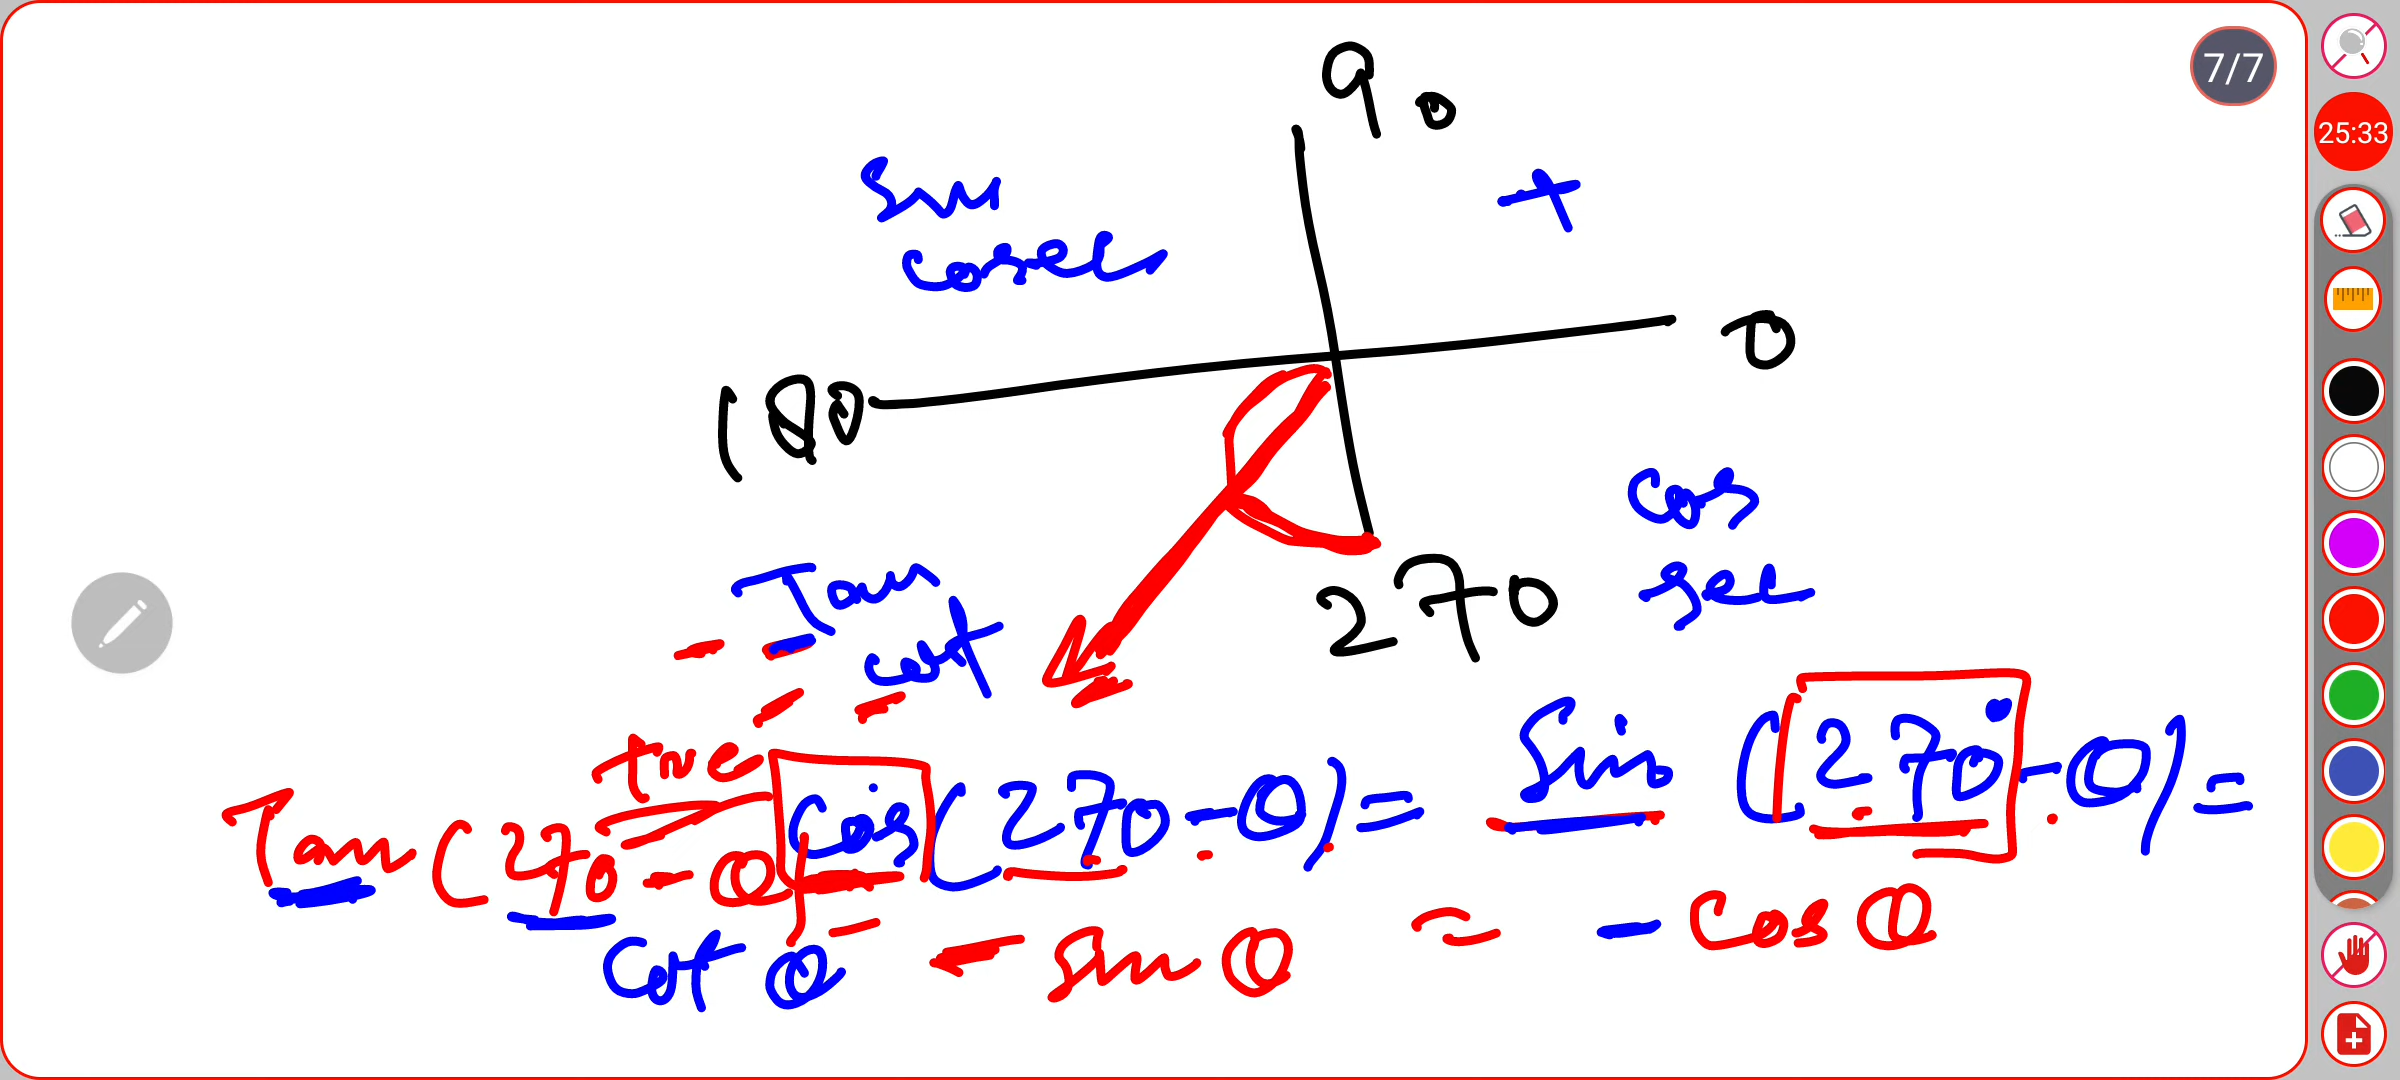 90
7/7
25:33
Sin
+
cosec
0
180
Cos
Tan
270
sec
cot
+ve
Sin (270° - θ) =
Tan (270 - θ) Cos (270 - θ) =
Cot θ - Sin θ = - Cos θ